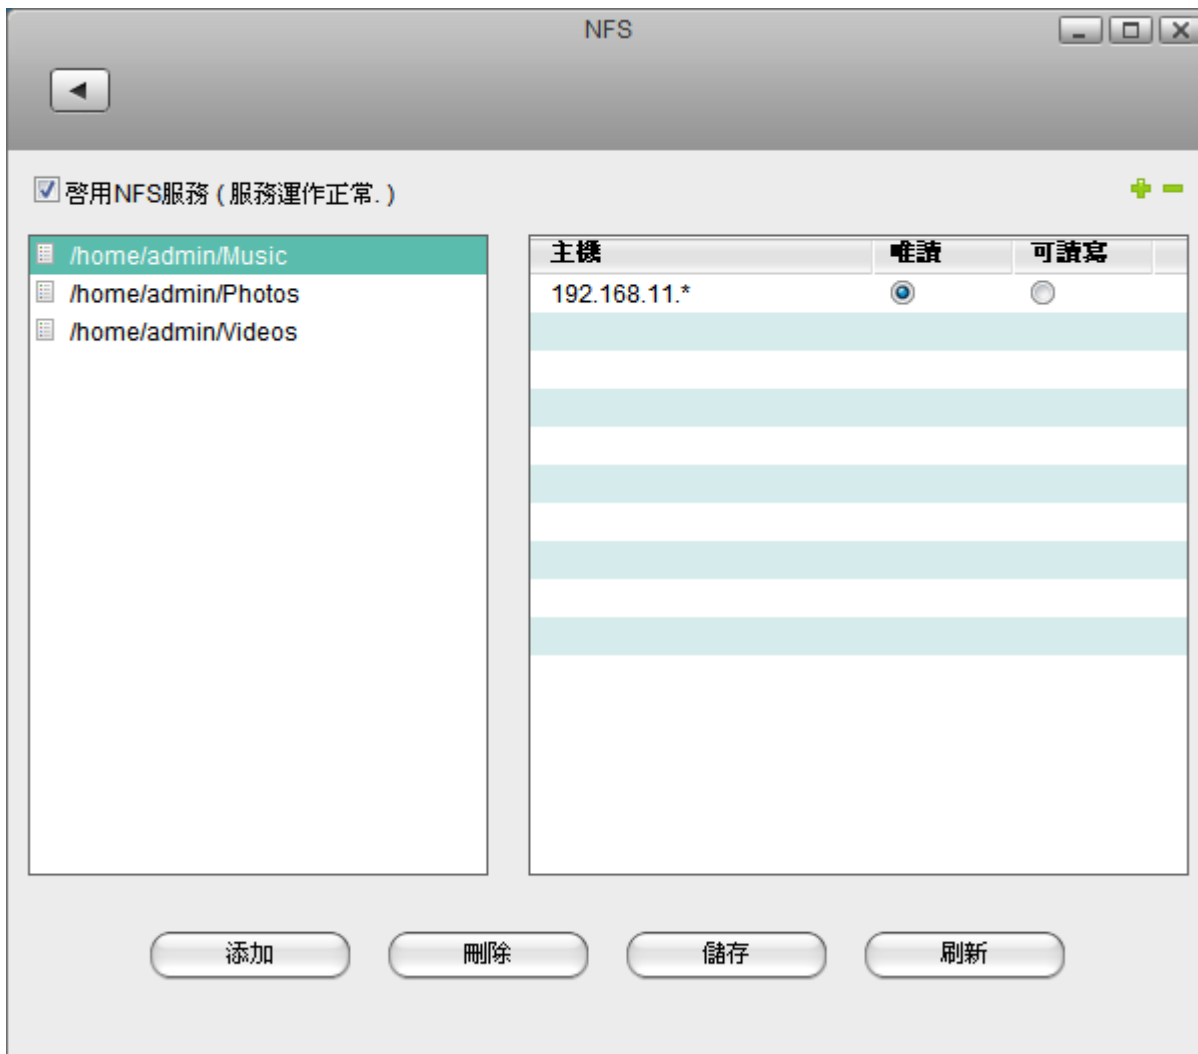 NFS
啓用NFS服務 ( 服務運作正常. )
/home/admin/Music
/home/admin/Photos
/home/admin/Videos
主機 唯讀 可讀寫
192.168.11.*
添加 刪除 儲存 刷新